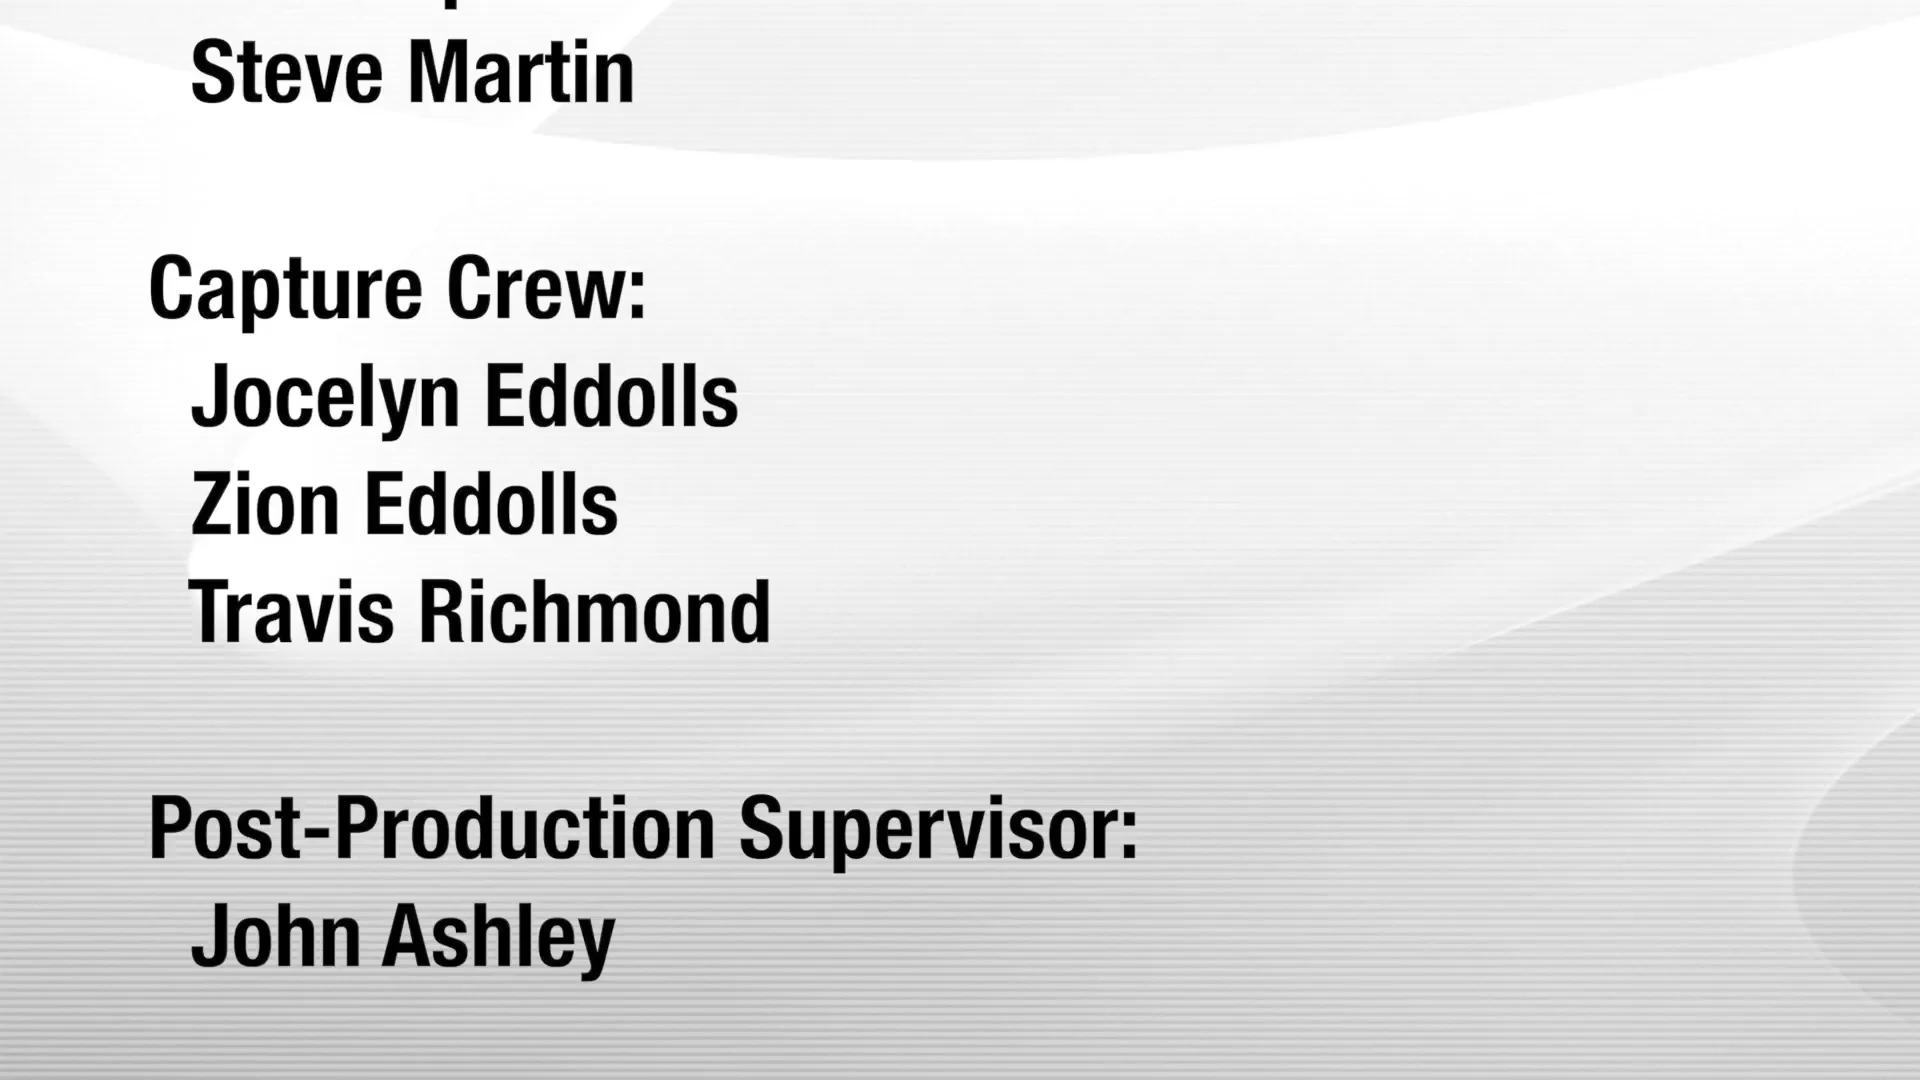 Steve Martin
Capture Crew:
Jocelyn Eddolls
Zion Eddolls
Travis Richmond
Post-Production Supervisor:
John Ashley